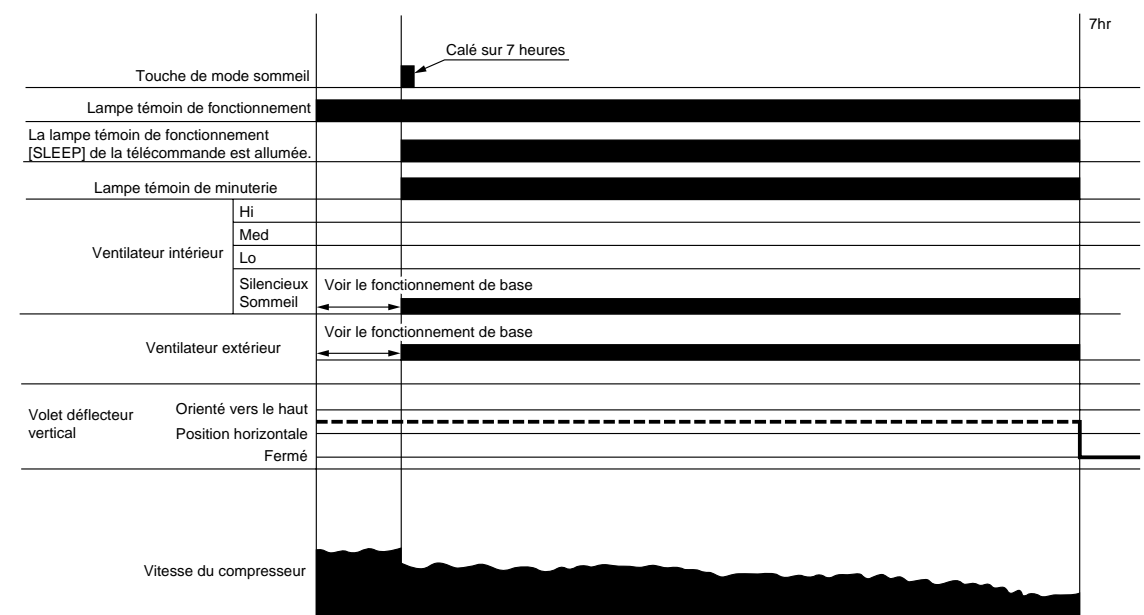 7hr
Calé sur 7 heures
Touche de mode sommeil
Lampe témoin de fonctionnement
La lampe témoin de fonctionnement
[SLEEP] de la télécommande est allumée.
Lampe témoin de minuterie
Ventilateur intérieur
Hi
Med
Lo
Silencieux
Sommeil
Voir le fonctionnement de base
Ventilateur extérieur
Voir le fonctionnement de base
Volet déflecteur
vertical
Orienté vers le haut
Position horizontale
Fermé
Vitesse du compresseur